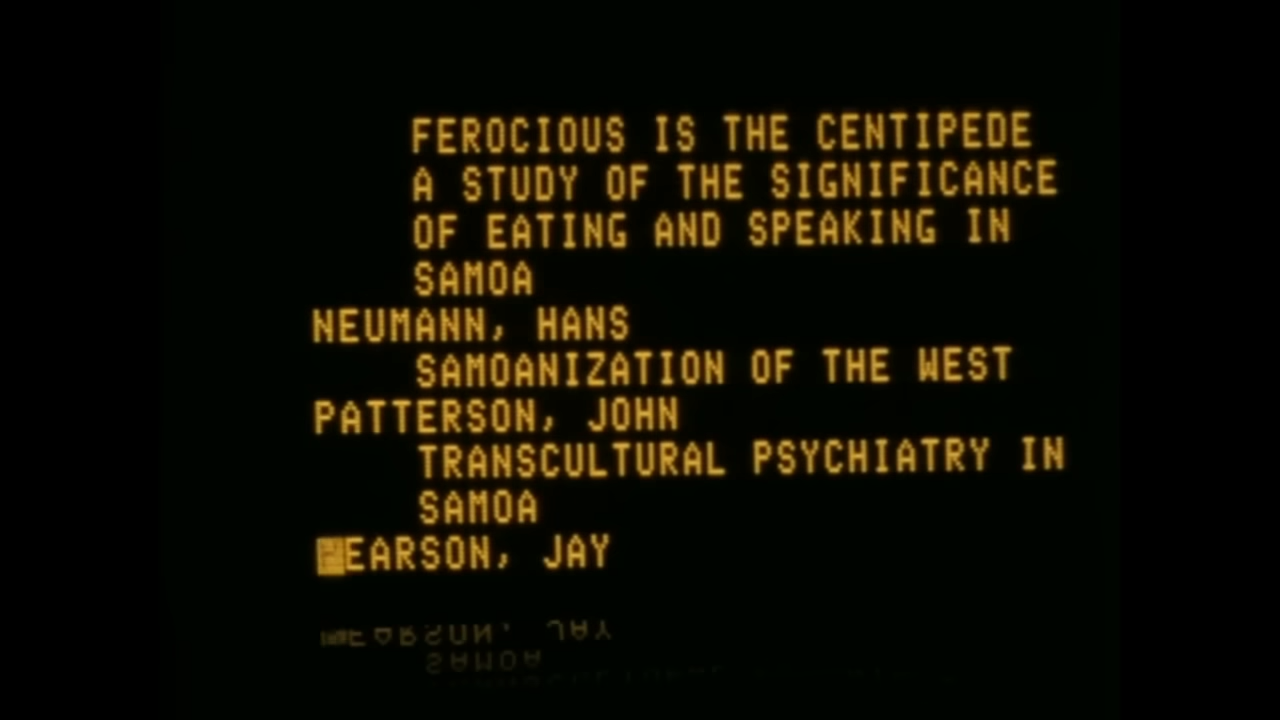 FEROCIOUS IS THE CENTIPEDE
A STUDY OF THE SIGNIFICANCE
OF EATING AND SPEAKING IN
SAMOA
NEUMANN, HANS
SAMOANIZATION OF THE WEST
PATTERSON, JOHN
TRANSCULTURAL PSYCHIATRY IN
SAMOA
PEARSON, JAY